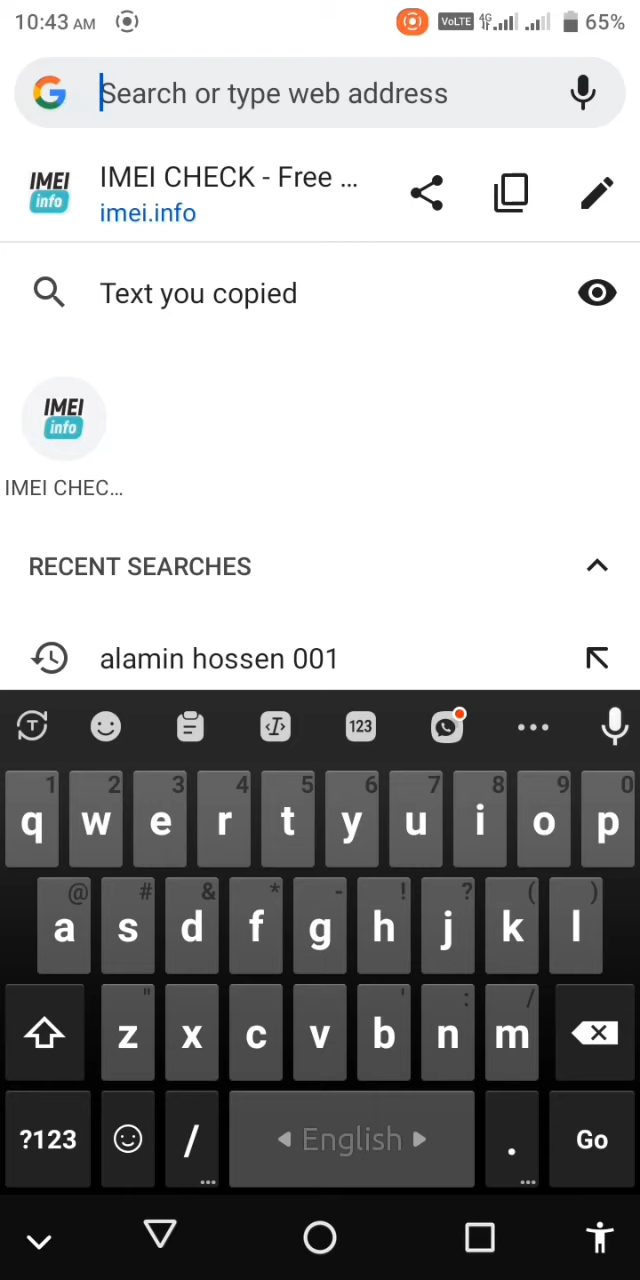 10:43 AM VoLTE 4G 65%
Search or type web address
IMEI info
IMEI CHECK - Free ...
imei.info
Text you copied
IMEI info
IMEI CHEC...
RECENT SEARCHES
alamin hossen 001
T T 123 ...
1 2 3 4 5 6 7 8 9 0
q w e r t y u i o p
@ # & * - ! ? ( )
a s d f g h j k l
" ' : /
z x c v b n m
?123 / English . Go
... ...